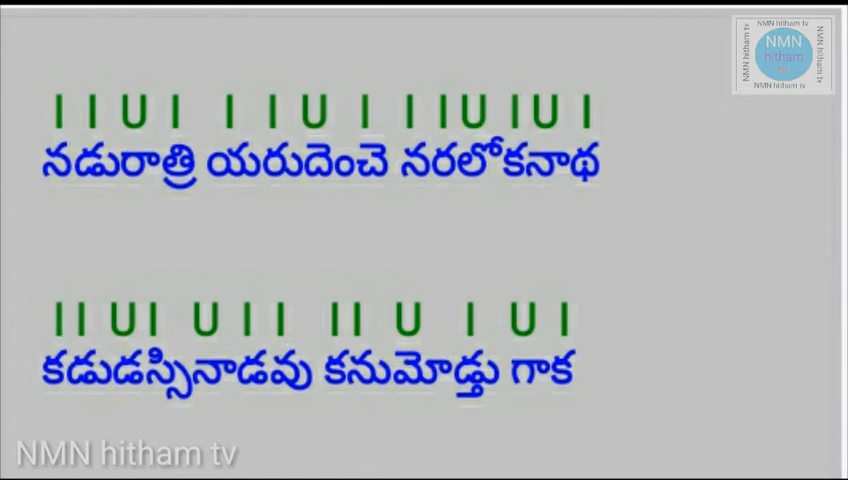 NMN hitham tv
NMN hitham tv
NMN hitham tv
NMN
hitham
tv
NMN hitham tv
I I U I I I U I I I U I U I
నడురాత్రి యరుదెంచె నరలోకనాథ
I I U I U I I I I U I U I
కడుడస్సినాడవు కనుమోడ్తు గాక
NMN hitham tv